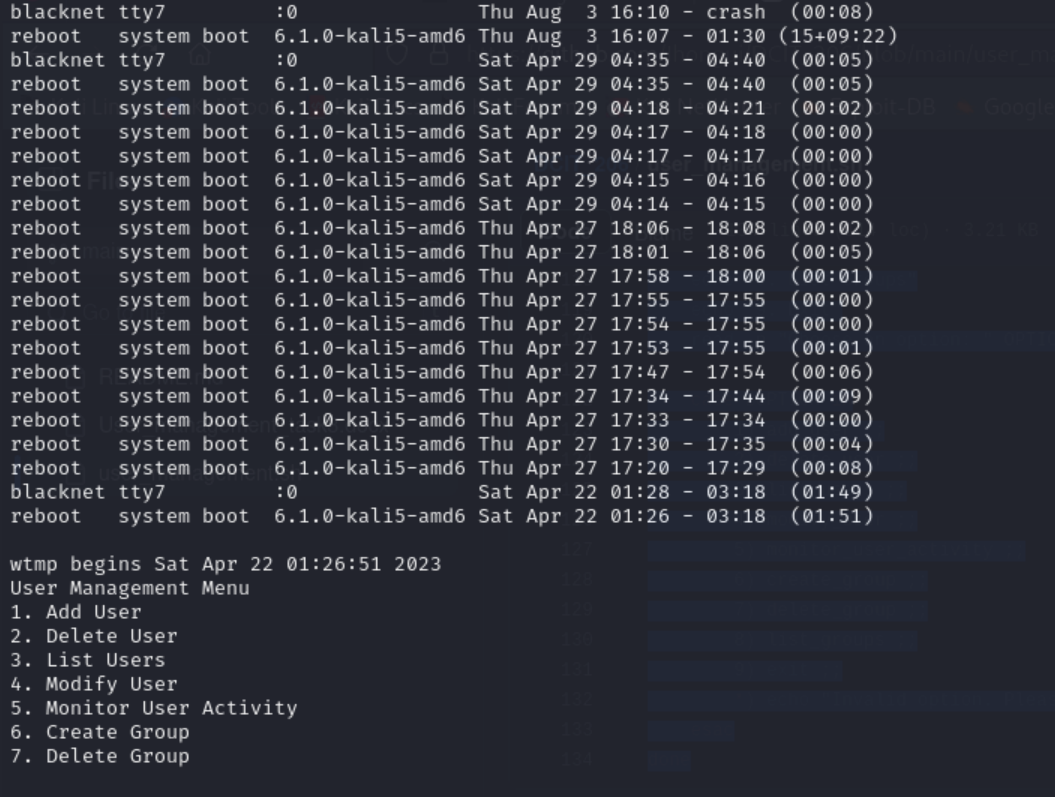 blacknet tty7         :0               Thu Aug  3 16:10 - crash  (00:08)
reboot   system boot  6.1.0-kali5-amd6 Thu Aug  3 16:07 - 01:30 (15+09:22)
blacknet tty7         :0               Sat Apr 29 04:35 - 04:40  (00:05)
reboot   system boot  6.1.0-kali5-amd6 Sat Apr 29 04:35 - 04:40  (00:05)
reboot   system boot  6.1.0-kali5-amd6 Sat Apr 29 04:18 - 04:21  (00:02)
reboot   system boot  6.1.0-kali5-amd6 Sat Apr 29 04:17 - 04:18  (00:00)
reboot   system boot  6.1.0-kali5-amd6 Sat Apr 29 04:17 - 04:17  (00:00)
reboot   system boot  6.1.0-kali5-amd6 Sat Apr 29 04:15 - 04:16  (00:00)
reboot   system boot  6.1.0-kali5-amd6 Sat Apr 29 04:14 - 04:15  (00:00)
reboot   system boot  6.1.0-kali5-amd6 Thu Apr 27 18:06 - 18:08  (00:02)
reboot   system boot  6.1.0-kali5-amd6 Thu Apr 27 18:01 - 18:06  (00:05)
reboot   system boot  6.1.0-kali5-amd6 Thu Apr 27 17:58 - 18:00  (00:01)
reboot   system boot  6.1.0-kali5-amd6 Thu Apr 27 17:55 - 17:55  (00:00)
reboot   system boot  6.1.0-kali5-amd6 Thu Apr 27 17:54 - 17:55  (00:00)
reboot   system boot  6.1.0-kali5-amd6 Thu Apr 27 17:53 - 17:55  (00:01)
reboot   system boot  6.1.0-kali5-amd6 Thu Apr 27 17:47 - 17:54  (00:06)
reboot   system boot  6.1.0-kali5-amd6 Thu Apr 27 17:34 - 17:44  (00:09)
reboot   system boot  6.1.0-kali5-amd6 Thu Apr 27 17:33 - 17:34  (00:00)
reboot   system boot  6.1.0-kali5-amd6 Thu Apr 27 17:30 - 17:35  (00:04)
reboot   system boot  6.1.0-kali5-amd6 Thu Apr 27 17:20 - 17:29  (00:08)
blacknet tty7         :0               Sat Apr 22 01:28 - 03:18  (01:49)
reboot   system boot  6.1.0-kali5-amd6 Sat Apr 22 01:26 - 03:18  (01:51)
wtmp begins Sat Apr 22 01:26:51 2023
User Management Menu
1. Add User
2. Delete User
3. List Users
4. Modify User
5. Monitor User Activity
6. Create Group
7. Delete Group